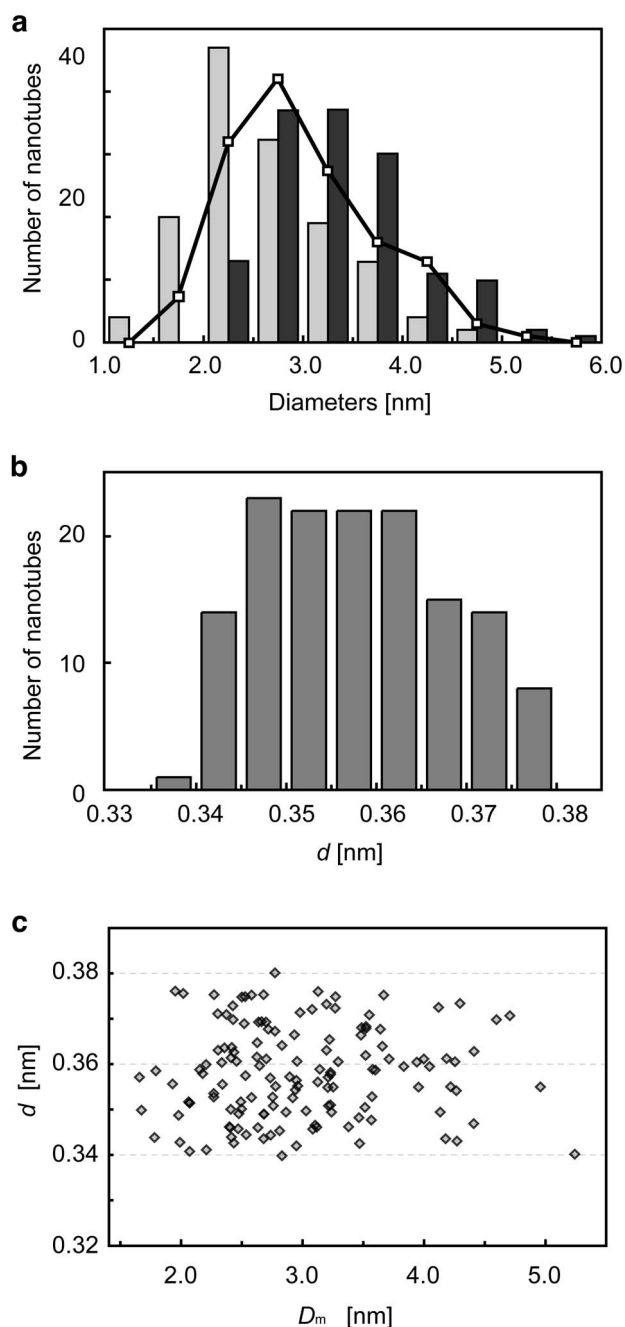 a
Number of nanotubes
40
20
0
1.0 2.0 3.0 4.0 5.0 6.0
Diameters [nm]
b
Number of nanotubes
20
10
0
0.33 0.34 0.35 0.36 0.37 0.38
d [nm]
c
d [nm]
0.38
0.36
0.34
0.32
2.0 3.0 4.0 5.0
Dm [nm]